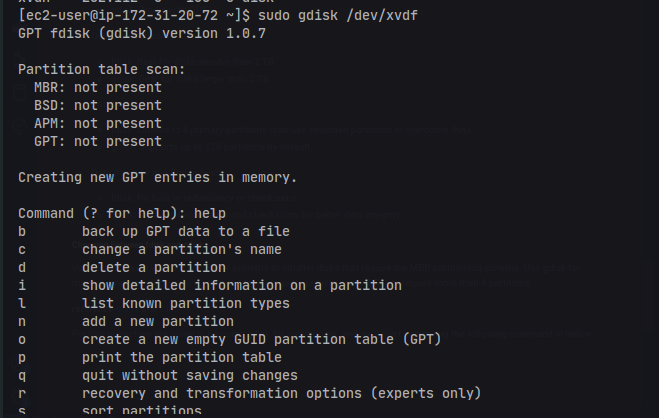 [ec2-user@ip-172-31-20-72 ~]$ sudo gdisk /dev/xvdf
GPT fdisk (gdisk) version 1.0.7
Partition table scan:
  MBR: not present
  BSD: not present
  APM: not present
  GPT: not present
Creating new GPT entries in memory.
Command (? for help): help
b       back up GPT data to a file
c       change a partition's name
d       delete a partition
i       show detailed information on a partition
l       list known partition types
n       add a new partition
o       create a new empty GUID partition table (GPT)
p       print the partition table
q       quit without saving changes
r       recovery and transformation options (experts only)
s       sort partitions